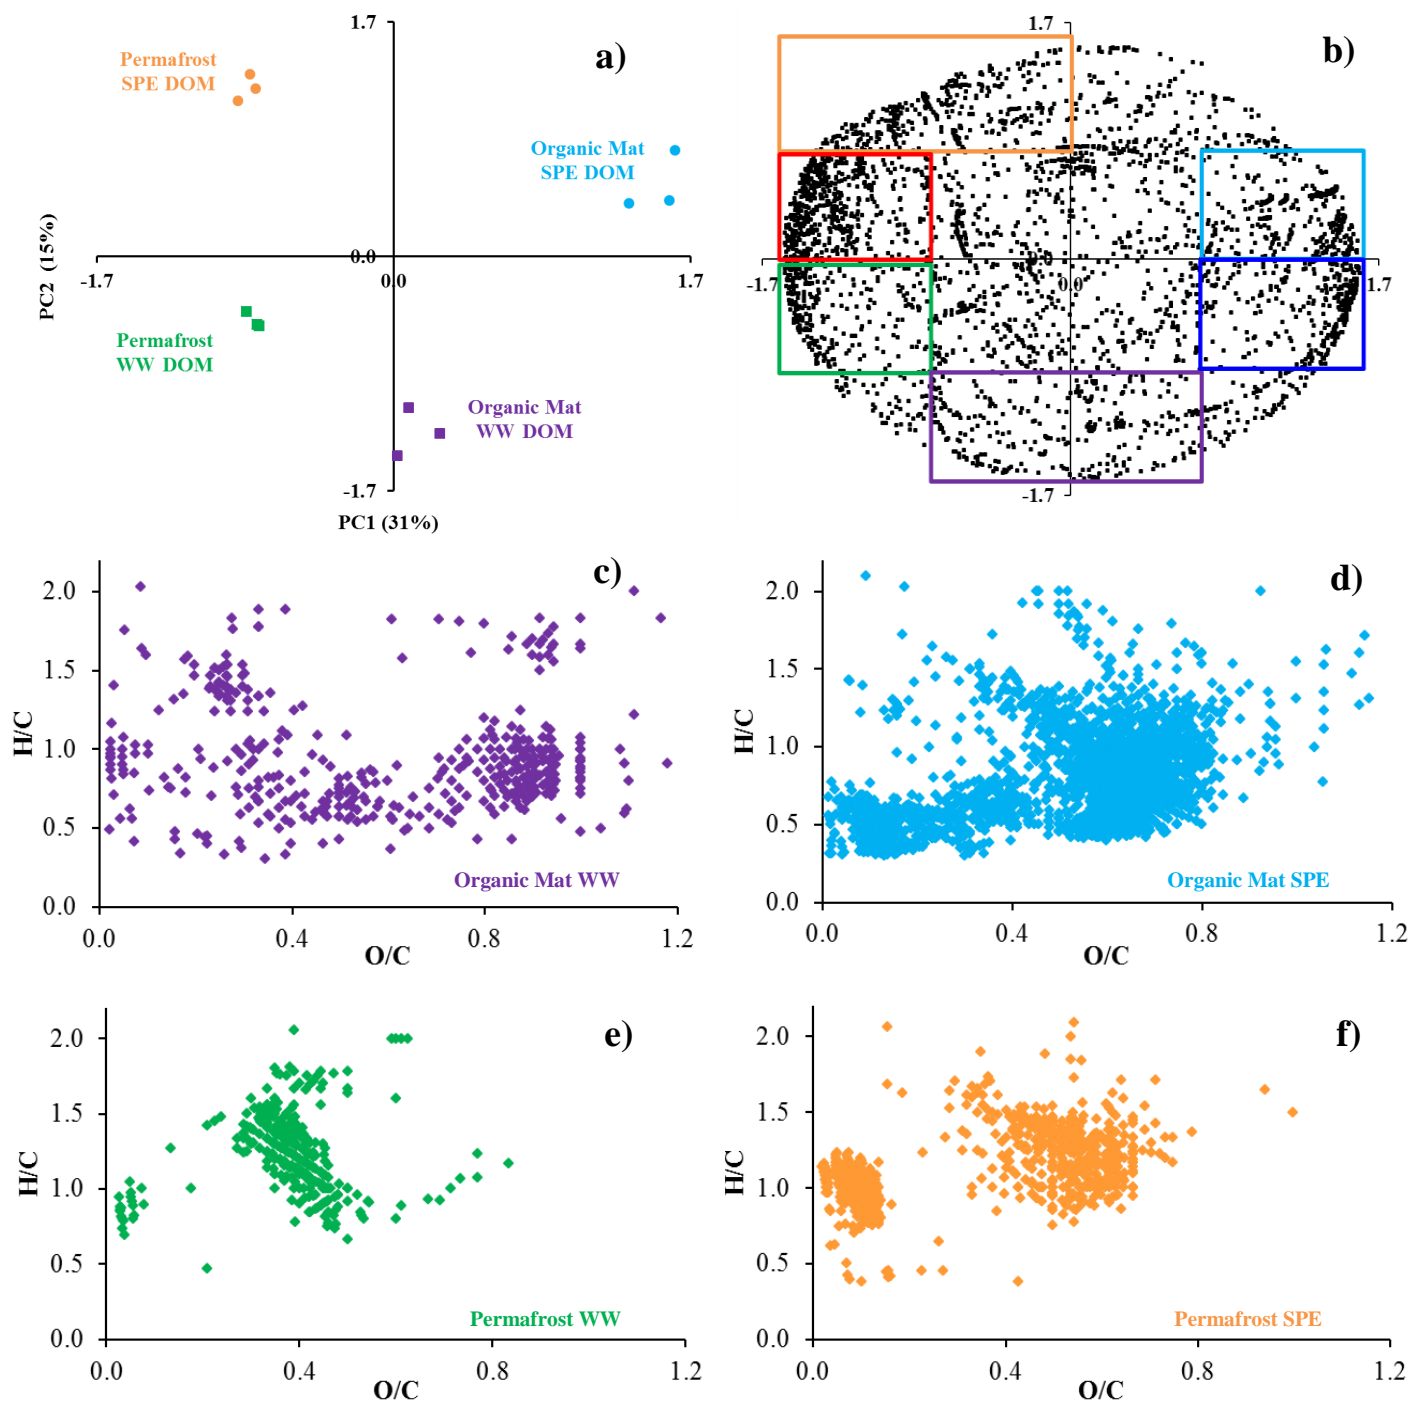 1.7
a)
Permafrost
SPE DOM
Organic Mat
SPE DOM
PC2 (15%)
0.0
-1.7
0.0
1.7
Permafrost
WW DOM
Organic Mat
WW DOM
-1.7
PC1 (31%)
1.7
b)
0.0
-1.7
0.0
1.7
-1.7
c)
2.0
1.5
H/C
1.0
0.5
Organic Mat WW
0.0
0.0
0.4
0.8
1.2
O/C
d)
2.0
1.5
H/C
1.0
0.5
Organic Mat SPE
0.0
0.0
0.4
0.8
1.2
O/C
e)
2.0
1.5
H/C
1.0
0.5
Permafrost WW
0.0
0.0
0.4
0.8
1.2
O/C
f)
2.0
1.5
H/C
1.0
0.5
Permafrost SPE
0.0
0.0
0.4
0.8
1.2
O/C